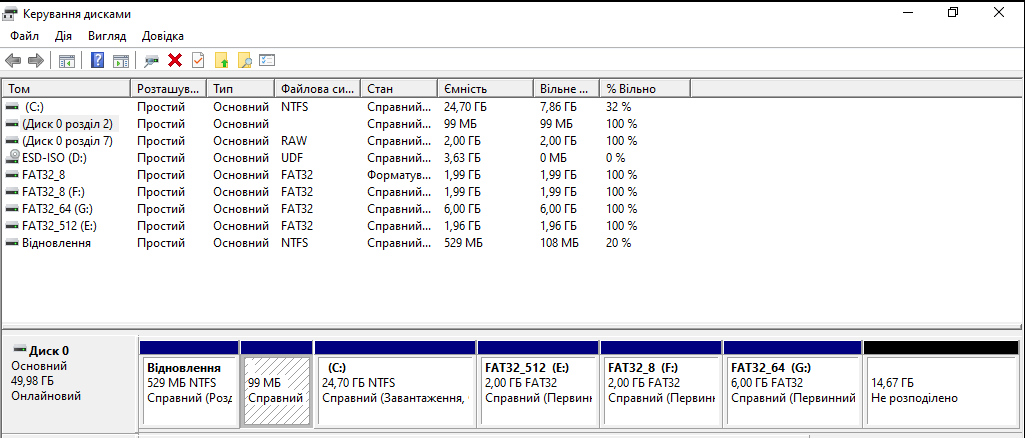 Керування дисками
Файл Дія Вигляд Довідка
Том Розташув... Тип Файлова си... Стан Ємність Вільне ... % Вільно
(C:) Простий Основний NTFS Справний... 24,70 ГБ 7,86 ГБ 32 %
(Диск 0 розділ 2) Простий Основний Справний... 99 МБ 99 МБ 100 %
(Диск 0 розділ 7) Простий Основний RAW Справний... 2,00 ГБ 2,00 ГБ 100 %
ESD-ISO (D:) Простий Основний UDF Справний... 3,63 ГБ 0 МБ 0 %
FAT32_8 Простий Основний FAT32 Форматув... 1,99 ГБ 1,99 ГБ 100 %
FAT32_8 (F:) Простий Основний FAT32 Справний... 1,99 ГБ 1,99 ГБ 100 %
FAT32_64 (G:) Простий Основний FAT32 Справний... 6,00 ГБ 6,00 ГБ 100 %
FAT32_512 (E:) Простий Основний FAT32 Справний... 1,96 ГБ 1,96 ГБ 100 %
Відновлення Простий Основний NTFS Справний... 529 МБ 108 МБ 20 %
Диск 0
Основний
49,98 ГБ
Онлайновий
Відновлення
529 МБ NTFS
Справний (Розд
99 МБ
Справний
(C:)
24,70 ГБ NTFS
Справний (Завантаження,
FAT32_512 (E:)
2,00 ГБ FAT32
Справний (Первинн
FAT32_8 (F:)
2,00 ГБ FAT32
Справний (Первинн
FAT32_64 (G:)
6,00 ГБ FAT32
Справний (Первинний
14,67 ГБ
Не розподілено